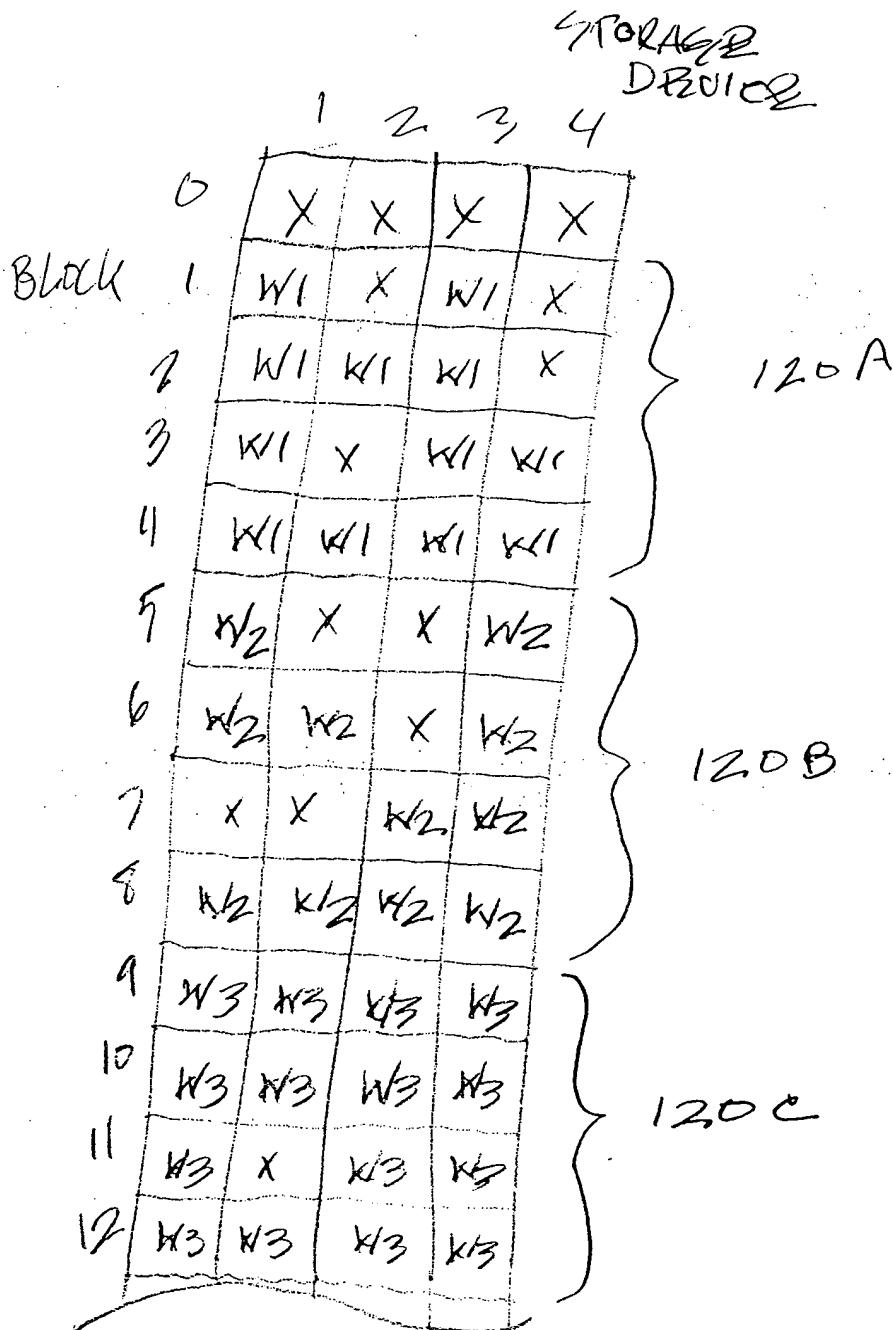 STORAGE
DEVICE
1 2 3 4
0 X X X X
BLOCK 1 W1 X W1 X
2 W1 W1 W1 X
120A
3 W1 X W1 W1
4 W1 W1 W1 W1
5 W2 X X W2
6 W2 W2 X W2
120B
7 X X W2 W2
8 W2 W2 W2 W2
9 W3 W3 W3 W3
10 W3 W3 W3 W3
120C
11 W3 X W3 W3
12 W3 W3 W3 W3